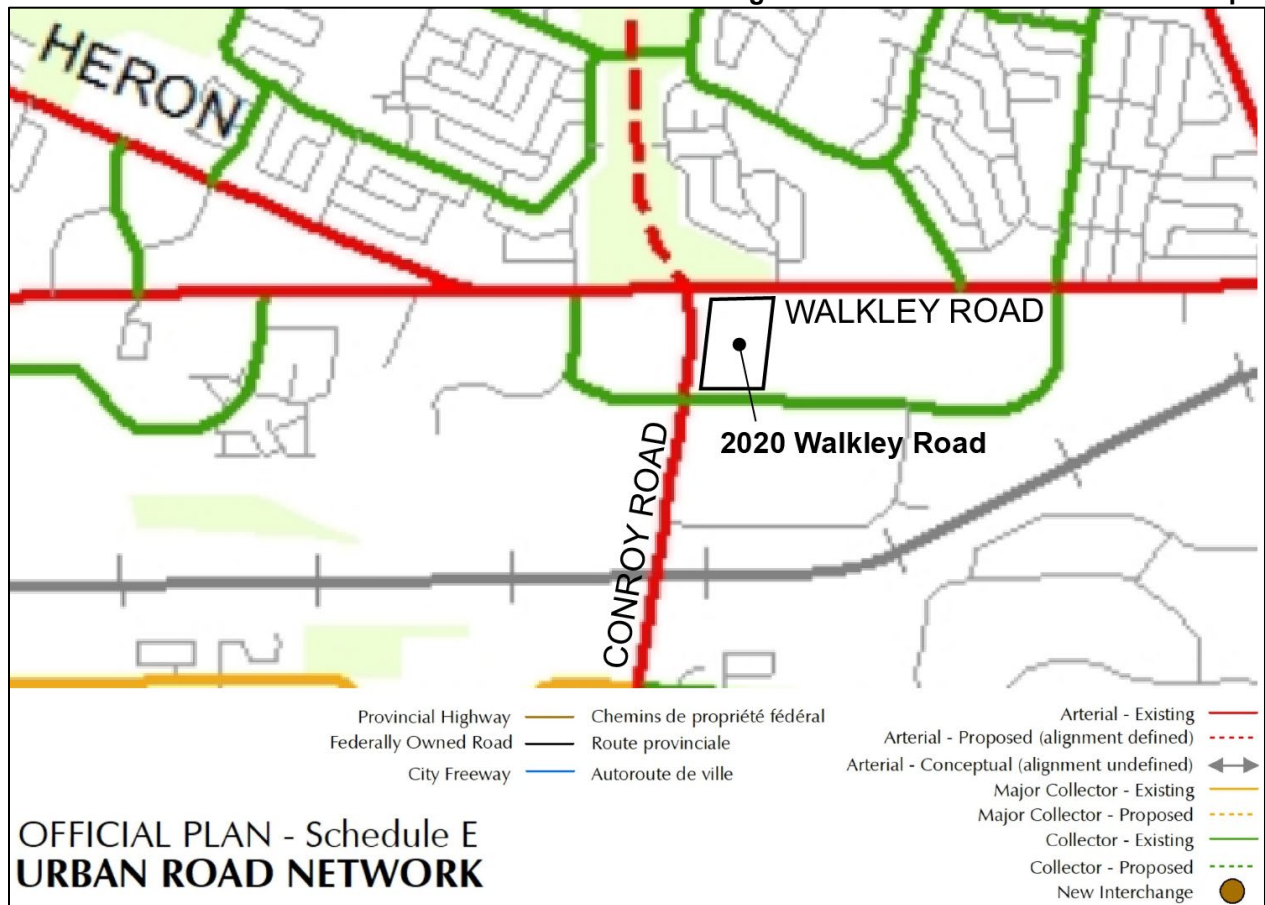 HERON
WALKLEY ROAD
2020 Walkley Road
CONROY ROAD
Provincial Highway Chemins de propriété fédéral
Federally Owned Road Route provinciale
City Freeway Autoroute de ville
Arterial - Existing
Arterial - Proposed (alignment defined)
Arterial - Conceptual (alignment undefined)
Major Collector - Existing
Major Collector - Proposed
Collector - Existing
Collector - Proposed
New Interchange
OFFICIAL PLAN - Schedule E
URBAN ROAD NETWORK